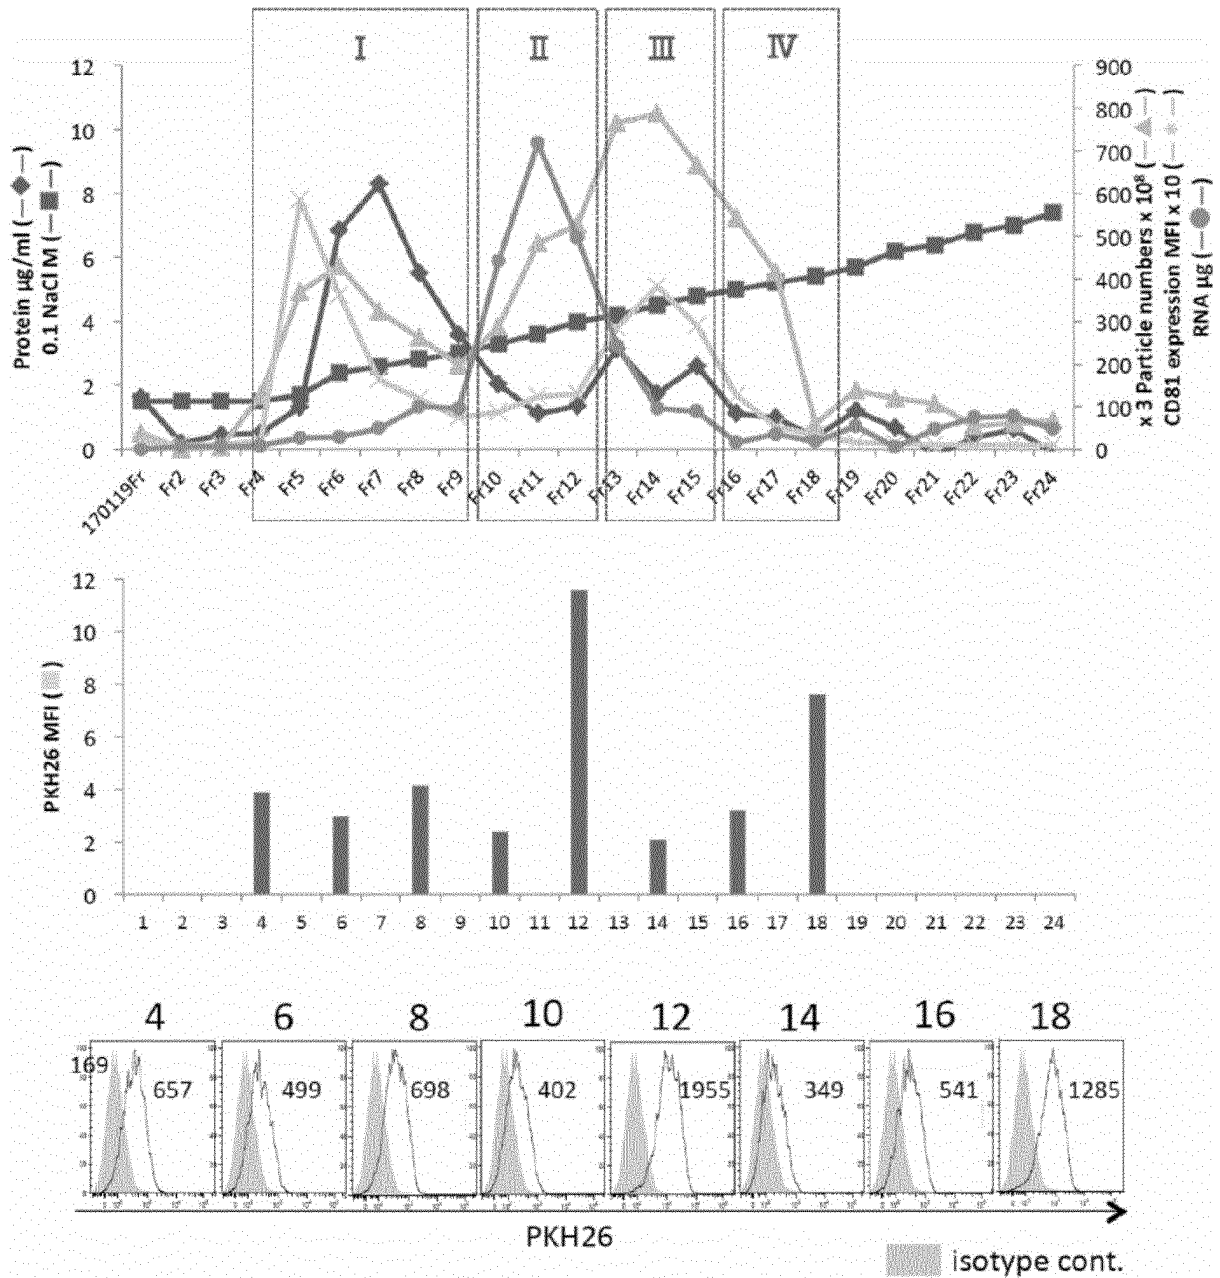 I II III IV
12 10 8 6 4 2 0
900 800 700 600 500 400 300 200 100 0
Protein µg/ml (—◆—)
0.1 NaCl M (—■—)
x 3 Particle numbers x 10⁸ (—▲—)
CD81 expression MFI x 10 (—×—)
RNA µg (—●—)
170119Fr Fr2 Fr3 Fr4 Fr5 Fr6 Fr7 Fr8 Fr9 Fr10 Fr11 Fr12 Fr13 Fr14 Fr15 Fr16 Fr17 Fr18 Fr19 Fr20 Fr21 Fr22 Fr23 Fr24
12 10 8 6 4 2 0
PKH26 MFI ( )
1 2 3 4 5 6 7 8 9 10 11 12 13 14 15 16 17 18 19 20 21 22 23 24
4 6 8 10 12 14 16 18
169 657 499 698 402 1955 349 541 1285
PKH26
isotype cont.